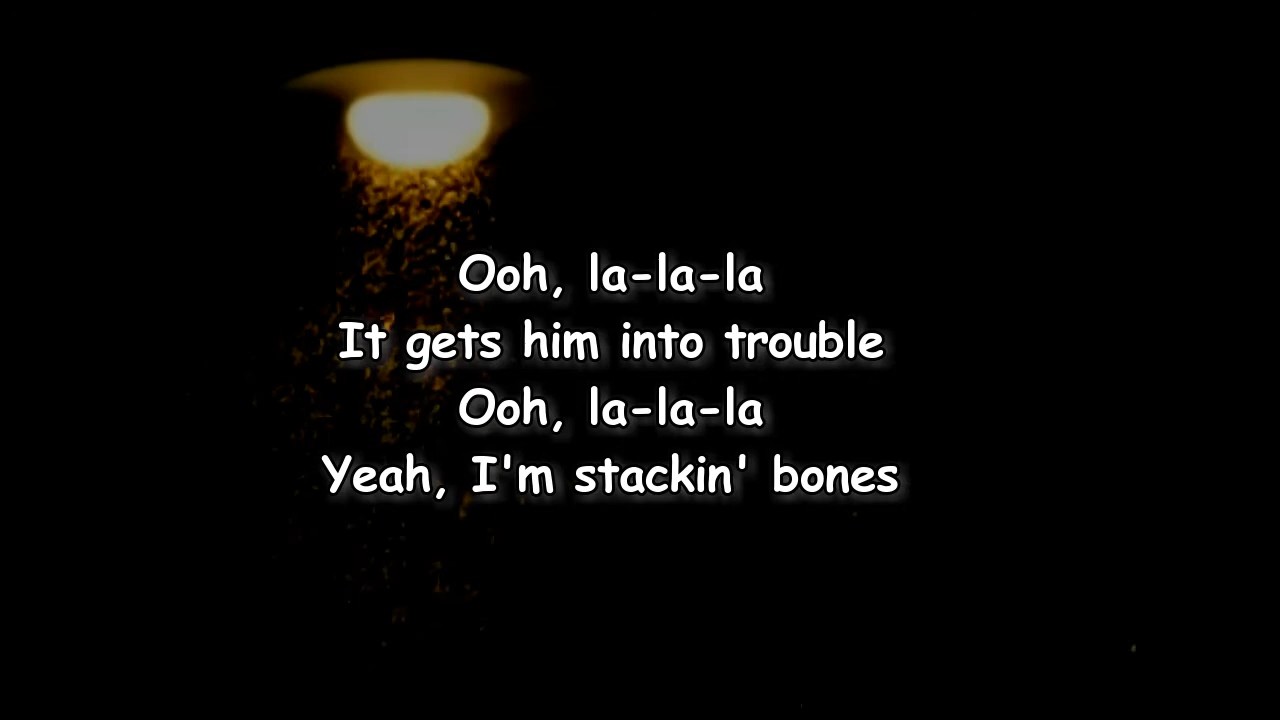 Ooh, la-la-la
It gets him into trouble
Ooh, la-la-la
Yeah, I'm stackin' bones